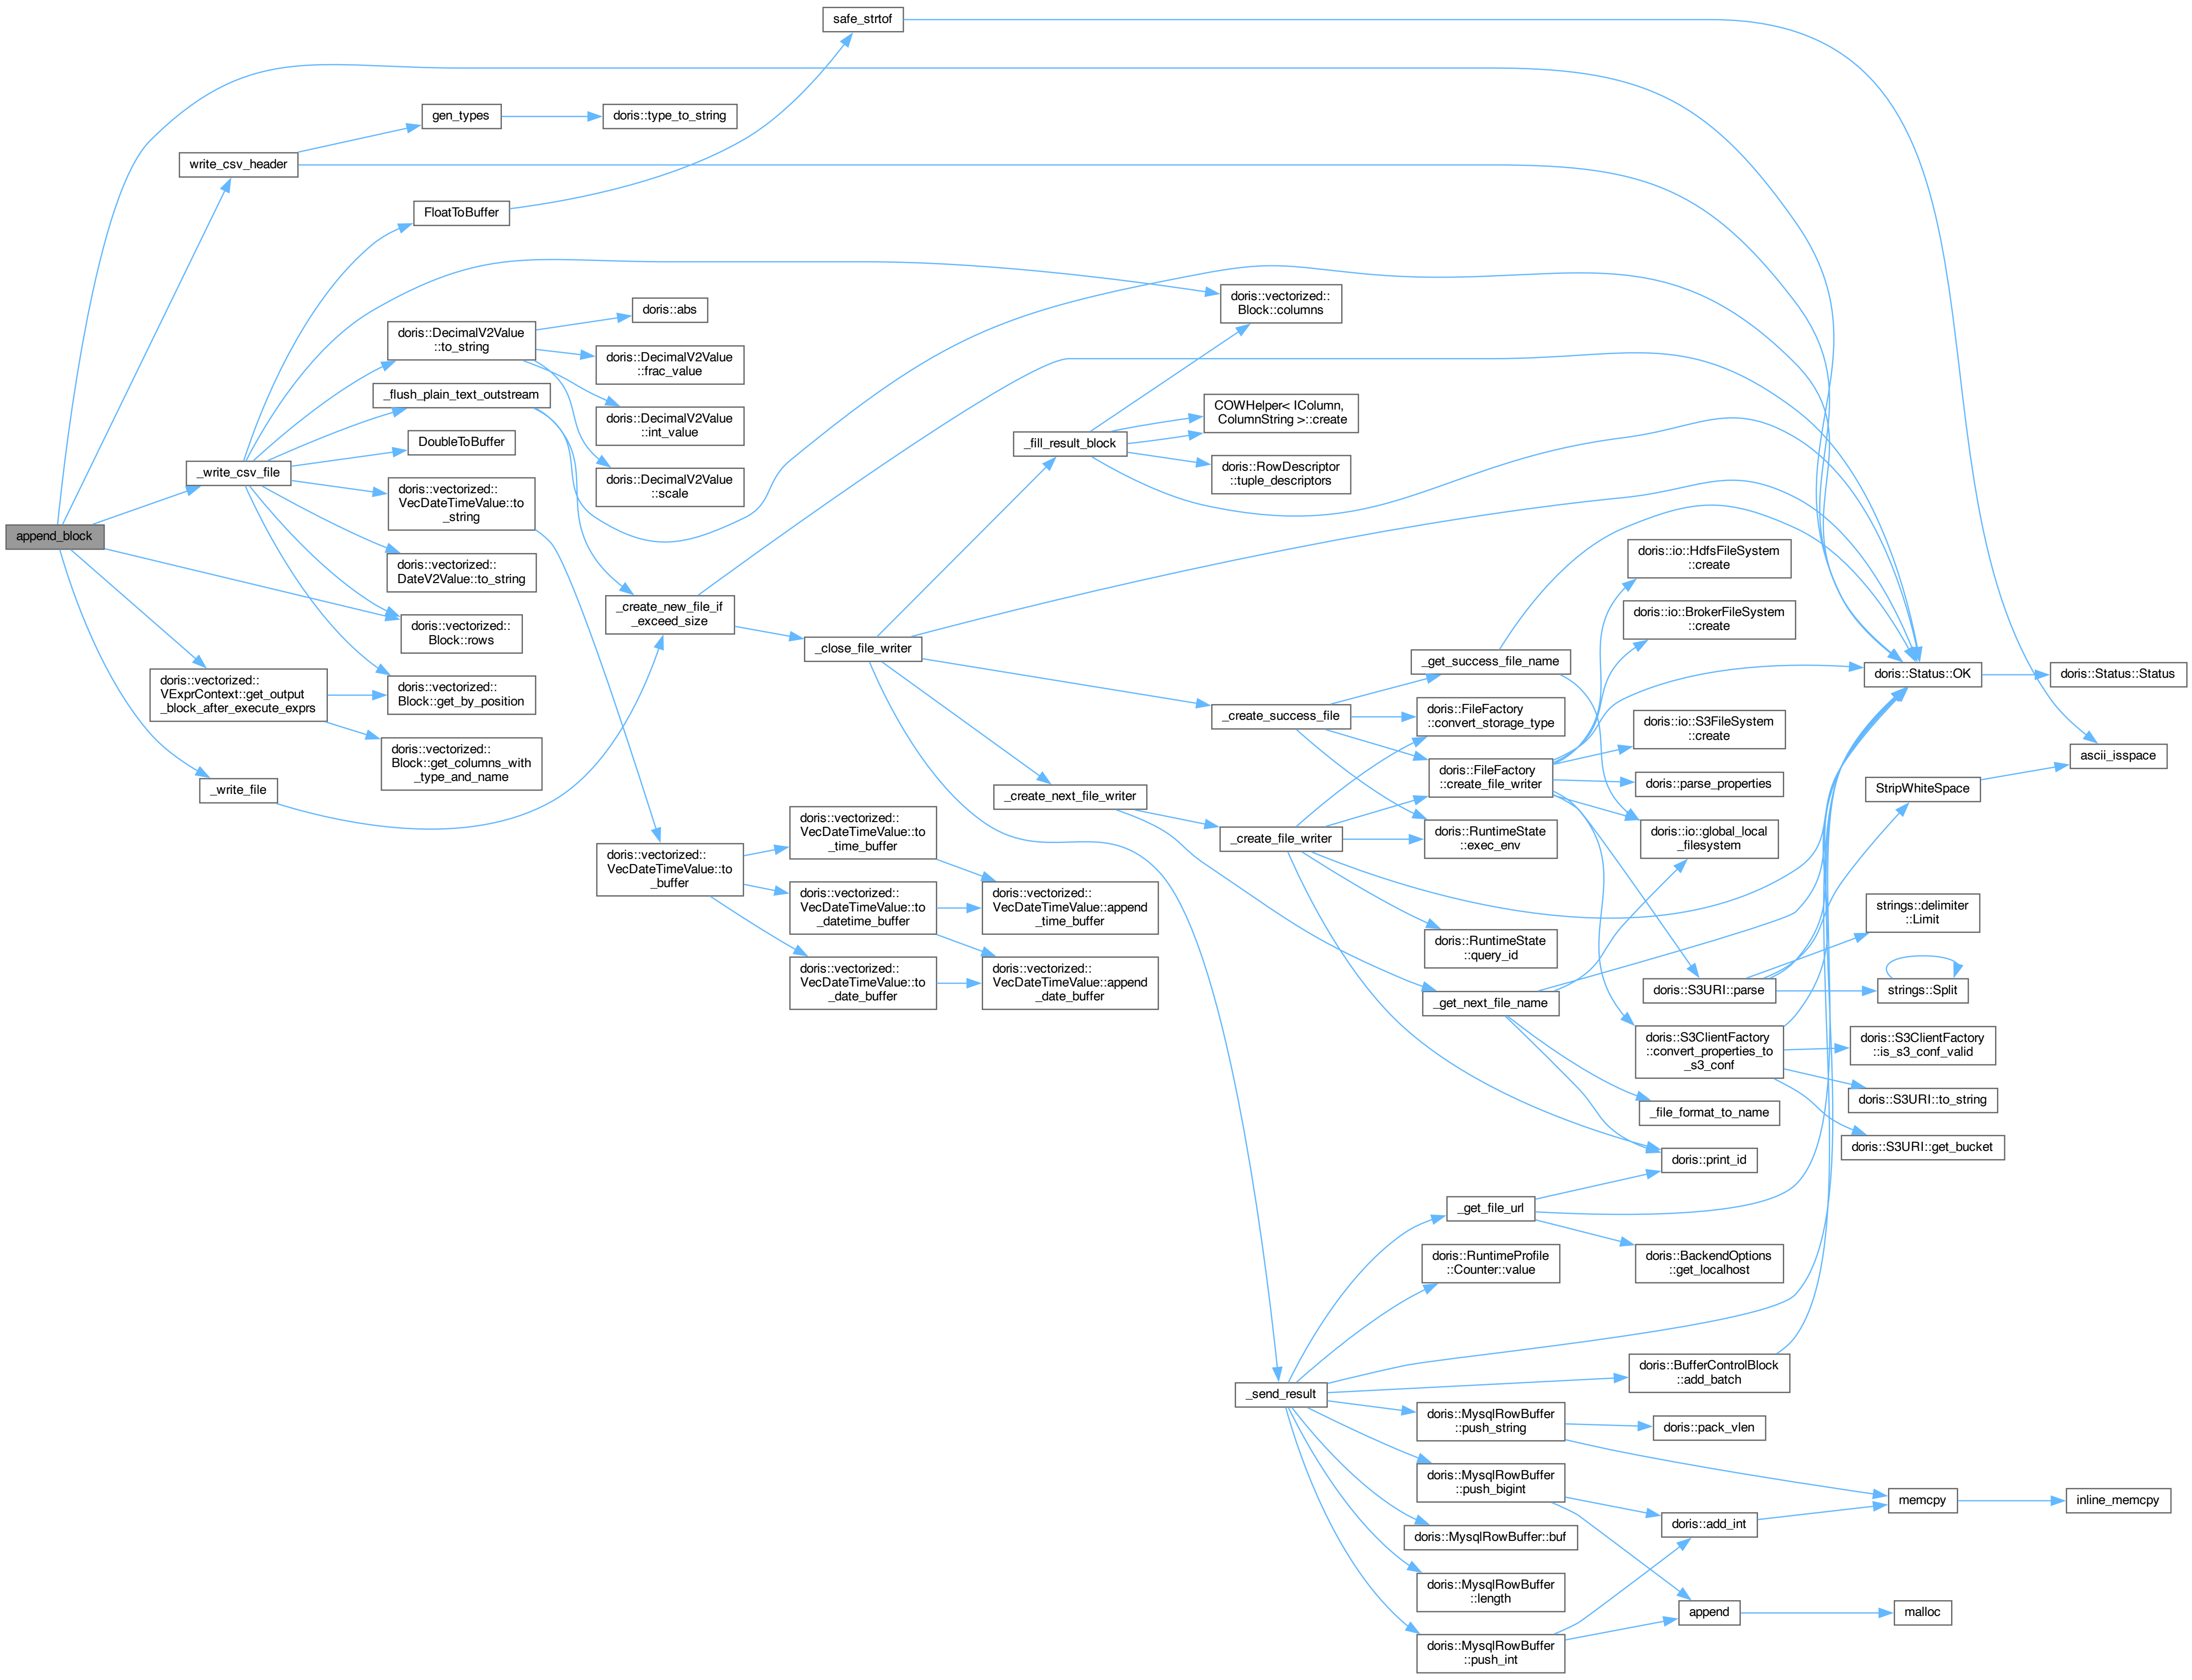 safe_strtof
gen_types
doris::type_to_string
write_csv_header
FloatToBuffer
doris::vectorized::
Block::columns
doris::abs
doris::DecimalV2Value
::to_string
doris::DecimalV2Value
::frac_value
_flush_plain_text_outstream
doris::DecimalV2Value
::int_value
COWHelper< IColumn,
ColumnString >::create
DoubleToBuffer
_fill_result_block
_write_csv_file
doris::RowDescriptor
::tuple_descriptors
doris::DecimalV2Value
::scale
doris::vectorized::
VecDateTimeValue::to
_string
append_block
doris::vectorized::
DateV2Value::to_string
doris::io::HdfsFileSystem
::create
_create_new_file_if
_exceed_size
doris::io::BrokerFileSystem
::create
doris::vectorized::
Block::rows
_close_file_writer
_get_success_file_name
doris::Status::OK
doris::Status::Status
doris::vectorized::
VExprContext::get_output
_block_after_execute_exprs
doris::vectorized::
Block::get_by_position
_create_success_file
doris::FileFactory
::convert_storage_type
doris::io::S3FileSystem
::create
ascii_isspace
doris::vectorized::
Block::get_columns_with
_type_and_name
doris::FileFactory
::create_file_writer
doris::parse_properties
StripWhiteSpace
_write_file
_create_next_file_writer
doris::vectorized::
VecDateTimeValue::to
_time_buffer
_create_file_writer
doris::RuntimeState
::exec_env
doris::io::global_local
_filesystem
doris::vectorized::
VecDateTimeValue::to
_buffer
doris::vectorized::
VecDateTimeValue::to
_datetime_buffer
doris::vectorized::
VecDateTimeValue::append
_time_buffer
strings::delimiter
::Limit
doris::RuntimeState
::query_id
doris::vectorized::
VecDateTimeValue::to
_date_buffer
doris::vectorized::
VecDateTimeValue::append
_date_buffer
doris::S3URI::parse
strings::Split
_get_next_file_name
doris::S3ClientFactory
::convert_properties_to
_s3_conf
doris::S3ClientFactory
::is_s3_conf_valid
doris::S3URI::to_string
_file_format_to_name
doris::S3URI::get_bucket
doris::print_id
_get_file_url
doris::RuntimeProfile
::Counter::value
doris::BackendOptions
::get_localhost
doris::BufferControlBlock
::add_batch
_send_result
doris::MysqlRowBuffer
::push_string
doris::pack_vlen
doris::MysqlRowBuffer
::push_bigint
memcpy
inline_memcpy
doris::add_int
doris::MysqlRowBuffer::buf
doris::MysqlRowBuffer
::length
append
malloc
doris::MysqlRowBuffer
::push_int